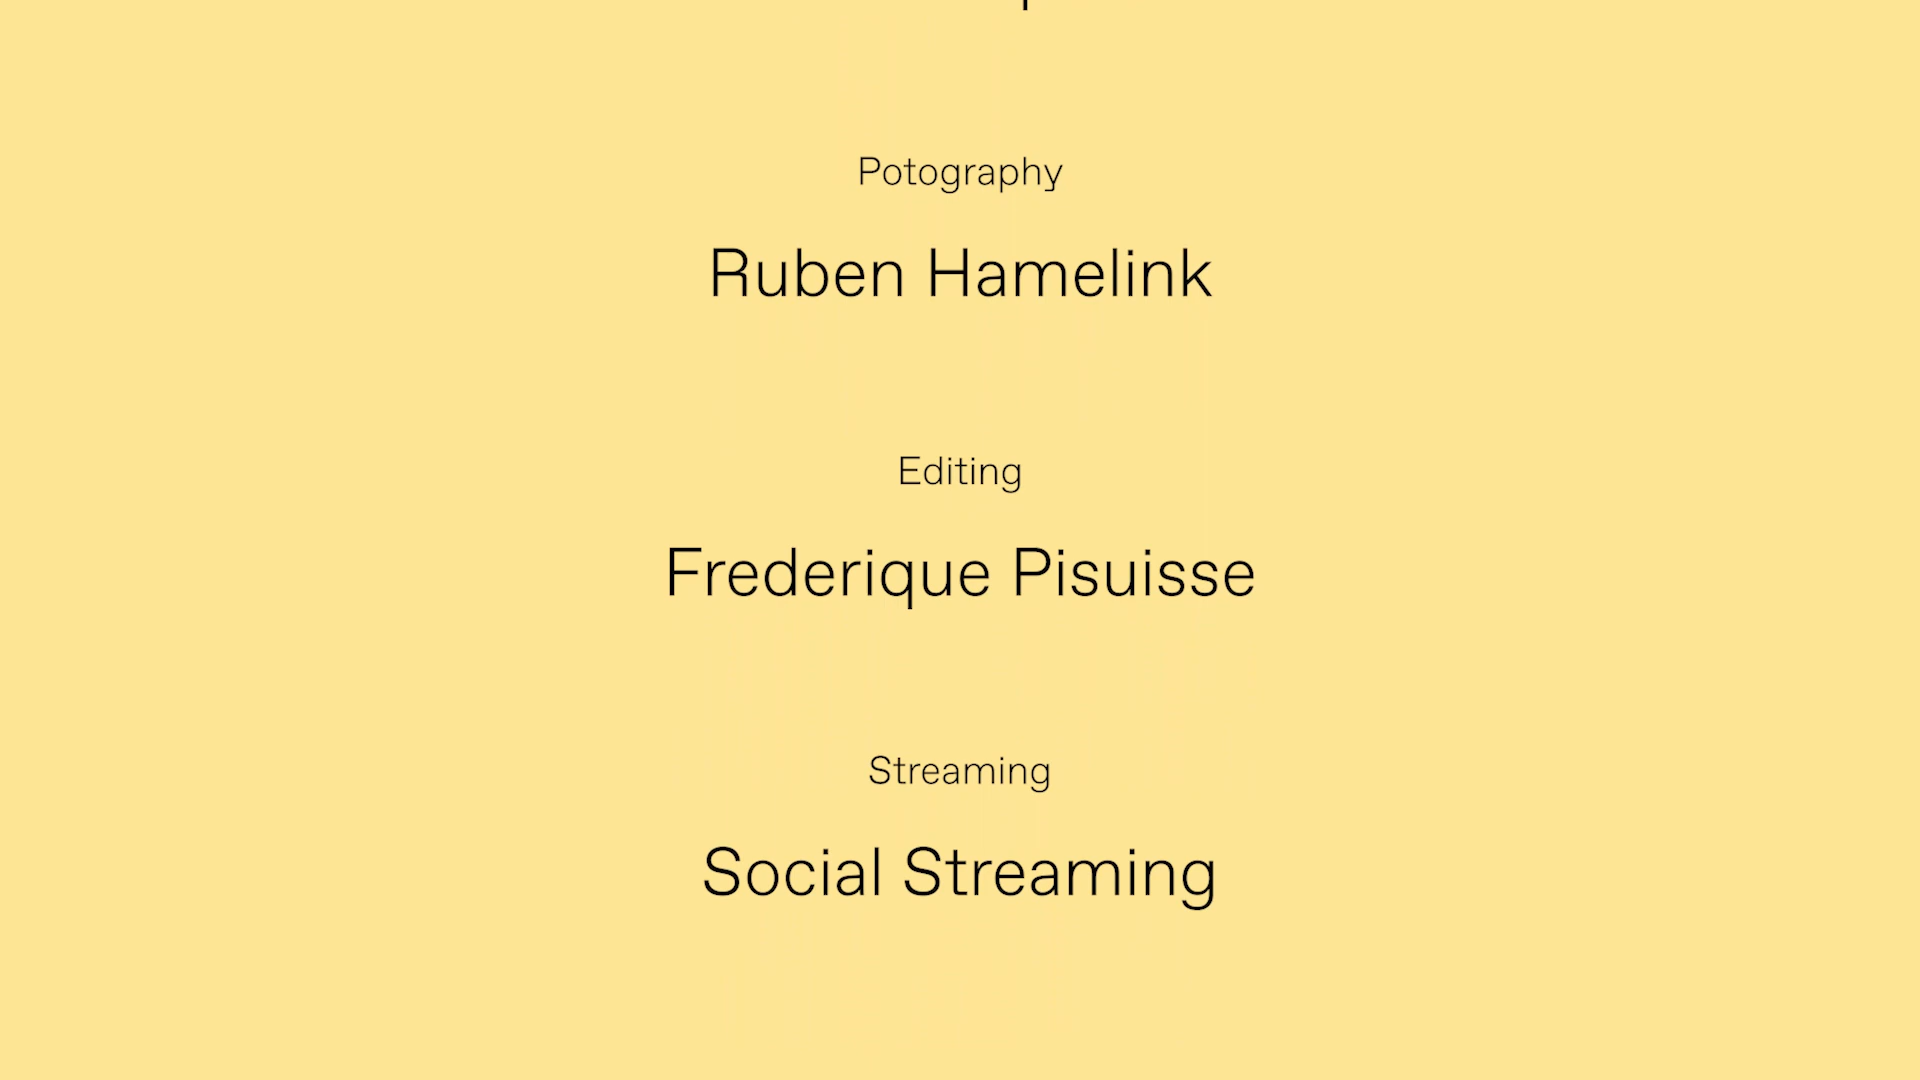 Potography
Ruben Hamelink
Editing
Frederique Pisuisse
Streaming
Social Streaming